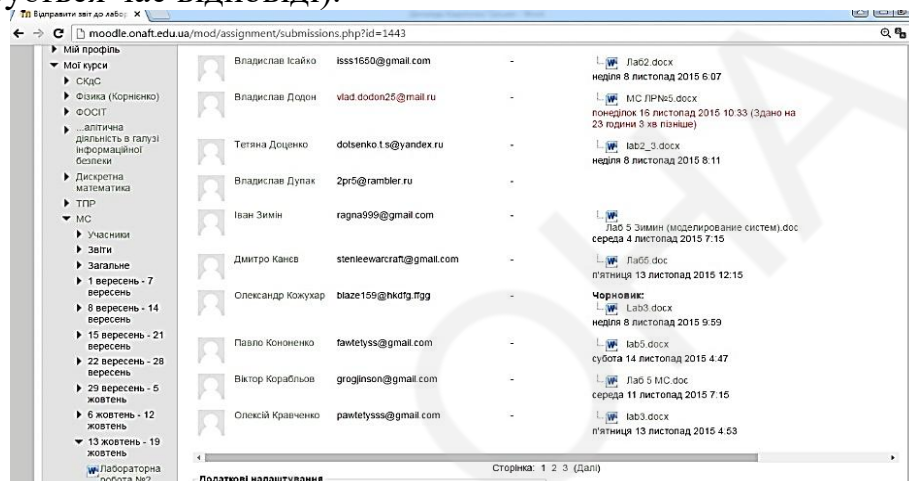 ується час відповіді).
Відправити звіт до лабо
moodle.onaft.edu.ua/mod/assignment/submissions.php?id=1443
Мій профіль
Мої курси
СКдС
Фізика (Корнієнко)
ФОСІТ
...алітична
діяльність в галузі
інформаційної
безпеки
Дискретна
математика
ТПР
МС
Учасники
Звіти
Загальне
1 вересень - 7
вересень
8 вересень - 14
вересень
15 вересень - 21
вересень
22 вересень - 28
вересень
29 вересень - 5
жовтень
6 жовтень - 12
жовтень
13 жовтень - 19
жовтень
Лабораторна
робота №2
Владислав Ісайко isss1650@gmail.com - Лаб2.docx
неділя 8 листопад 2015 6:07
Владислав Додон vlad.dodon25@mail.ru - МС ЛР№5.docx
понеділок 16 листопад 2015 10:33 (Здано на
23 години 3 хв пізніше)
Тетяна Доценко dotsenko.t.s@yandex.ru - lab2_3.docx
неділя 8 листопад 2015 8:11
Владислав Дупак 2pr5@rambler.ru -
Іван Зимін ragna999@gmail.com -
Лаб 5 Зимин (моделирование систем).doc
середа 4 листопад 2015 7:15
Дмитро Канєв stenleewarcraft@gmail.com - Лаб5.doc
п'ятниця 13 листопад 2015 12:15
Олександр Кожухар blaze159@hkdfg.ffgg - Чорновик:
Lab3.docx
неділя 8 листопад 2015 9:59
Павло Кононенко fawtetyss@gmail.com - lab5.docx
субота 14 листопад 2015 4:47
Віктор Корабльов grogjinson@gmail.com - Лаб 5 МС.doc
середа 11 листопад 2015 7:15
Олексій Кравченко pawtetysss@gmail.com - lab3.docx
п'ятниця 13 листопад 2015 4:53
Сторінка: 1 2 3 (Далі)
Додаткові налаштування
ОНА